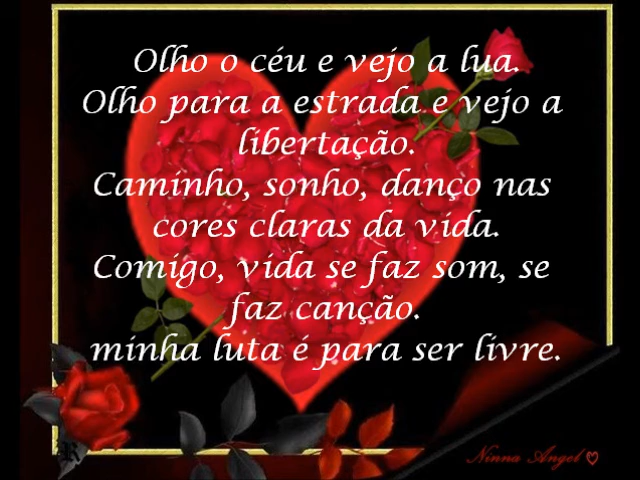 Olho o céu e vejo a lua.
Olho para a estrada e vejo a
libertação.
Caminho, sonho, danço nas
cores claras da vida.
Comigo, vida se faz som, se
faz canção.
minha luta é para ser livre.
R
Ninna Angel